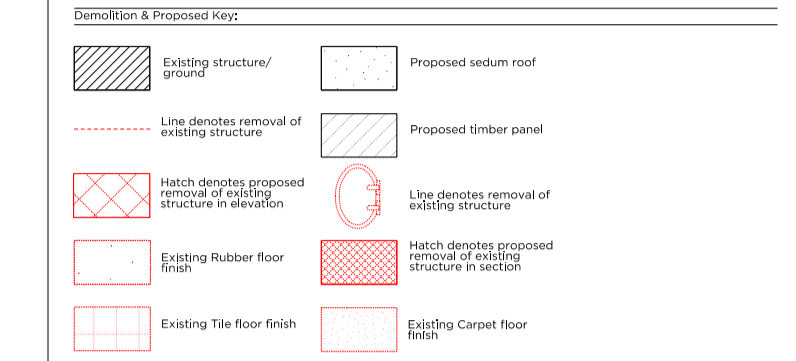 Demolition & Proposed Key:
Existing structure/
ground
Proposed sedum roof
Line denotes removal of
existing structure
Proposed timber panel
Hatch denotes proposed
removal of existing
structure in elevation
Line denotes removal of
existing structure
Existing Rubber floor
finish
Hatch denotes proposed
removal of existing
structure in section
Existing Tile floor finish
Existing Carpet floor
finish